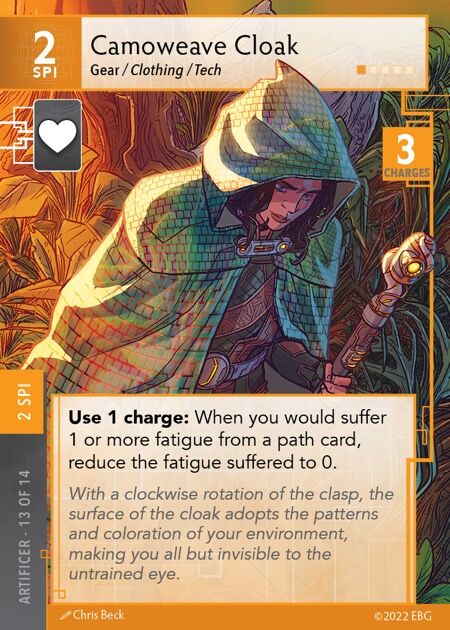 2
SPI
Camoweave Cloak
Gear / Clothing / Tech
3
CHARGES
2 SPI
ARTIFICER - 13 OF 14
Use 1 charge: When you would suffer
1 or more fatigue from a path card,
reduce the fatigue suffered to 0.
With a clockwise rotation of the clasp, the
surface of the cloak adopts the patterns
and coloration of your environment,
making you all but invisible to the
untrained eye.
Chris Beck
©2022 EBG